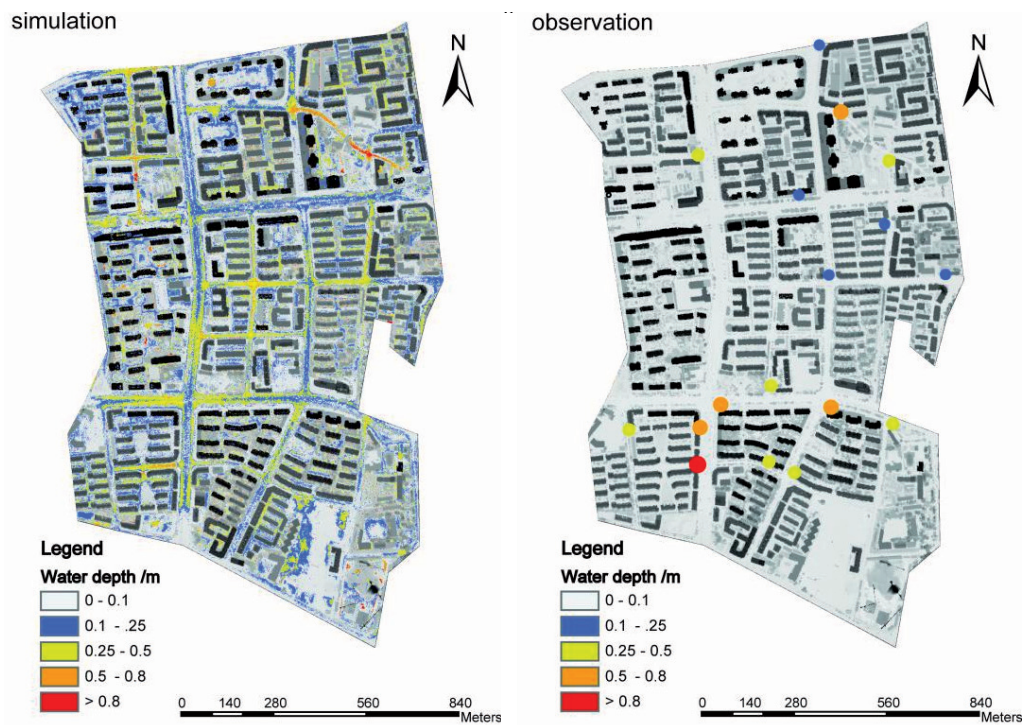 simulation
N
Legend
Water depth /m
0 - 0.1
0.1 - .25
0.25 - 0.5
0.5 - 0.8
> 0.8
0 140 280 560 840
Meters
observation
N
Legend
Water depth /m
0 - 0.1
0.1 - .25
0.25 - 0.5
0.5 - 0.8
> 0.8
0 140 280 560 840
Meters